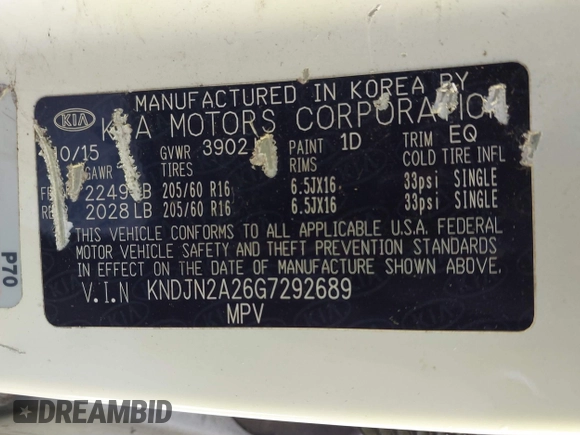 MANUFACTURED IN KOREA BY
KIA KIA MOTORS CORPORATION
10/15 GVWR 3902 PAINT 1D TRIM EQ
GAWR TIRES RIMS COLD TIRE INFL
2249 LB 205/60 R16 6.5JX16 33psi SINGLE
2028 LB 205/60 R16 6.5JX16 33psi SINGLE
THIS VEHICLE CONFORMS TO ALL APPLICABLE U.S.A. FEDERAL
MOTOR VEHICLE SAFETY AND THEFT PREVENTION STANDARDS
IN EFFECT ON THE DATE OF MANUFACTURE SHOWN ABOVE.
V.I.N KNDJN2A26G7292689
MPV
P70
DREAMBID